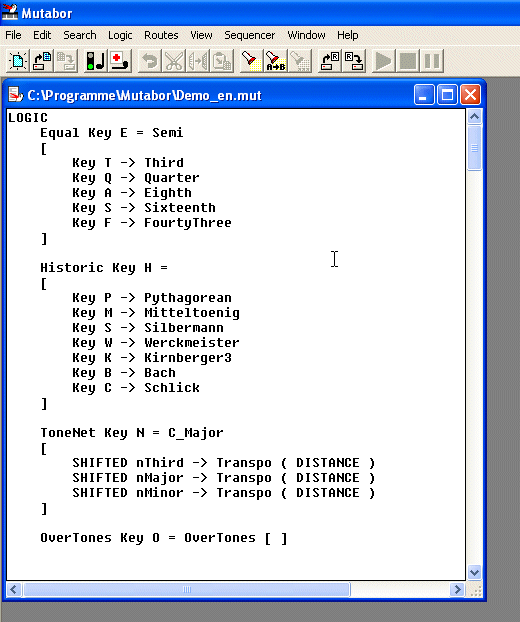 Mutabor
File Edit Search Logic Routes View Sequencer Window Help
A→B R R
C:\Programme\Mutabor\Demo_en.mut
LOGIC
Equal Key E = Semi
[
Key T -> Third
Key Q -> Quarter
Key A -> Eighth
Key S -> Sixteenth
Key F -> FourtyThree
]
Historic Key H =
[
Key P -> Pythagorean
Key M -> Mitteltoenig
Key S -> Silbermann
Key W -> Werckmeister
Key K -> Kirnberger3
Key B -> Bach
Key C -> Schlick
]
ToneNet Key N = C_Major
[
SHIFTED nThird -> Transpo ( DISTANCE )
SHIFTED nMajor -> Transpo ( DISTANCE )
SHIFTED nMinor -> Transpo ( DISTANCE )
]
OverTones Key O = OverTones [ ]